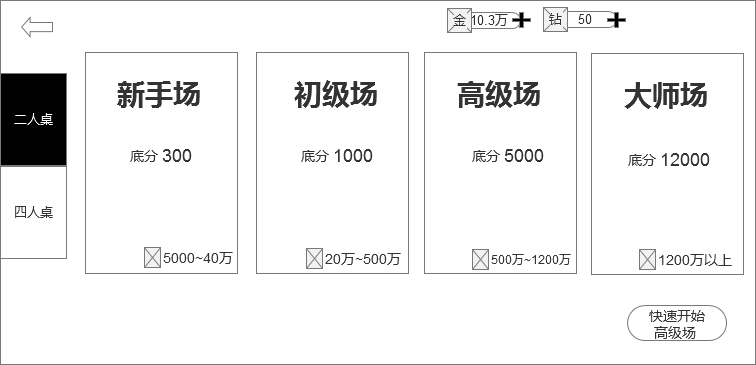 金 10.3万
钻 50
二人桌
四人桌
新手场
底分 300
5000~40万
初级场
底分 1000
20万~500万
高级场
底分 5000
500万~1200万
大师场
底分 12000
1200万以上
快速开始
高级场